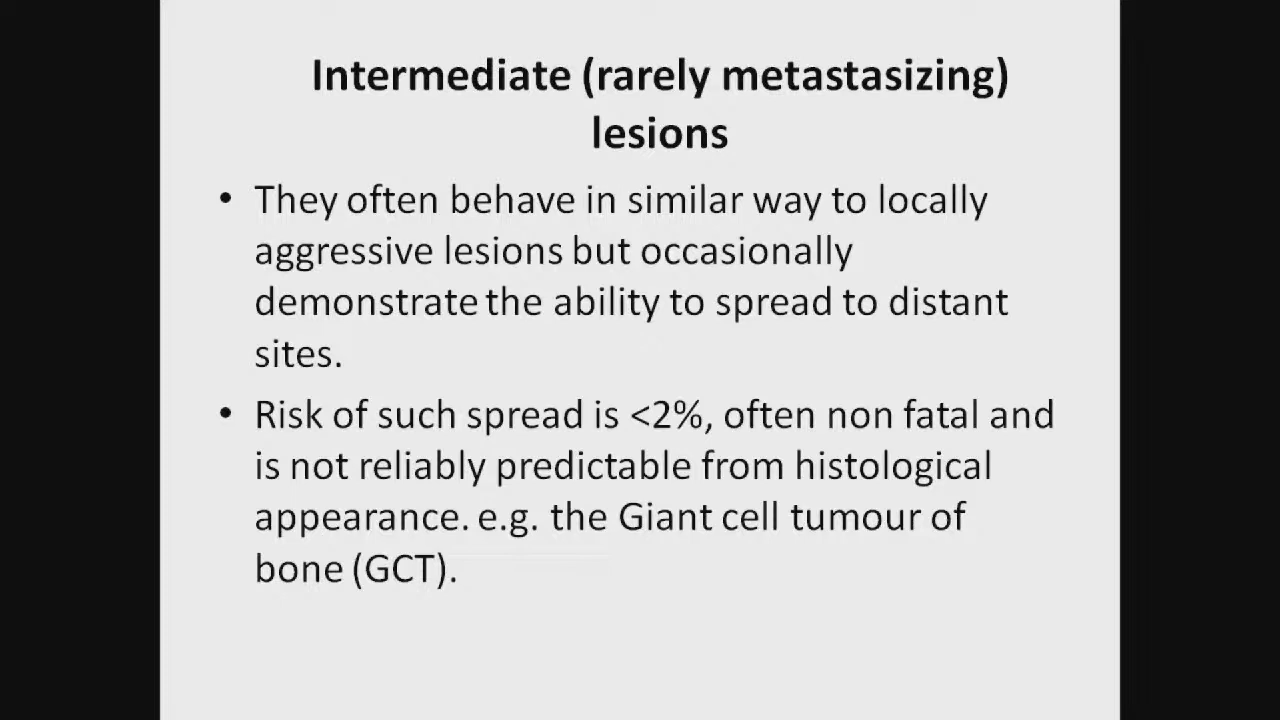 Intermediate (rarely metastasizing)
lesions
• They often behave in similar way to locally
aggressive lesions but occasionally
demonstrate the ability to spread to distant
sites.
• Risk of such spread is <2%, often non fatal and
is not reliably predictable from histological
appearance. e.g. the Giant cell tumour of
bone (GCT).